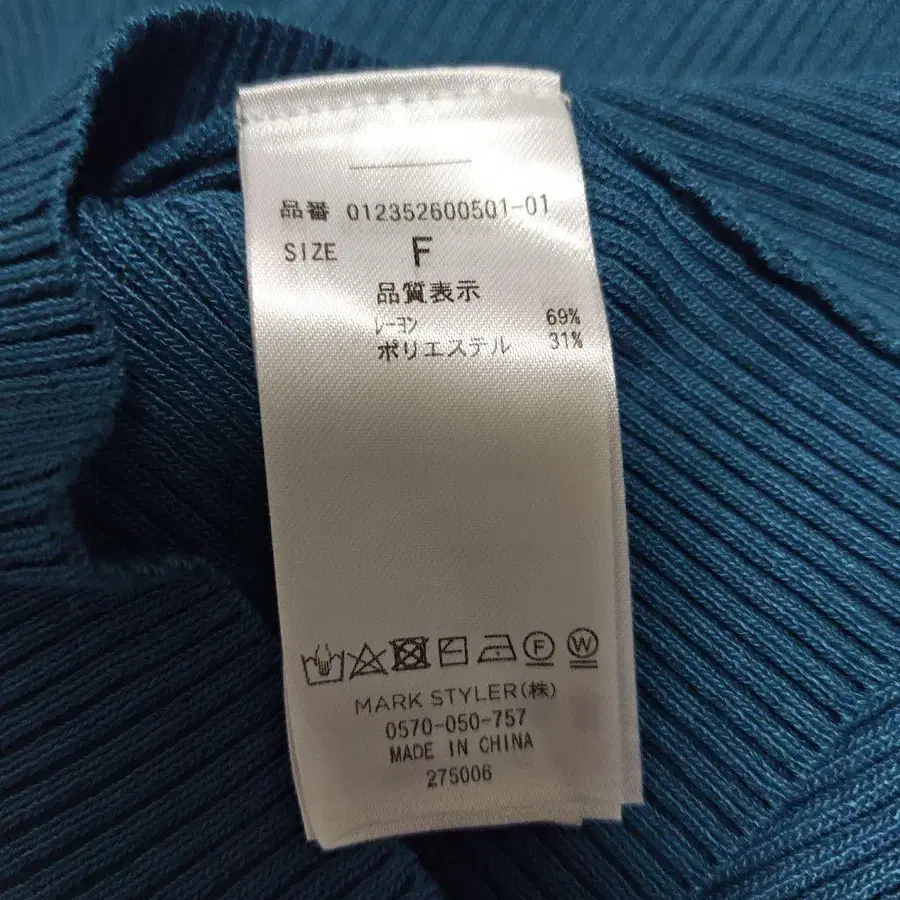 品番 012352600501-01
SIZE F
品質表示
ﾚｰﾖﾝ 69%
ポリエステル 31%
F W
MARK STYLER(株)
0570-050-757
MADE IN CHINA
275006